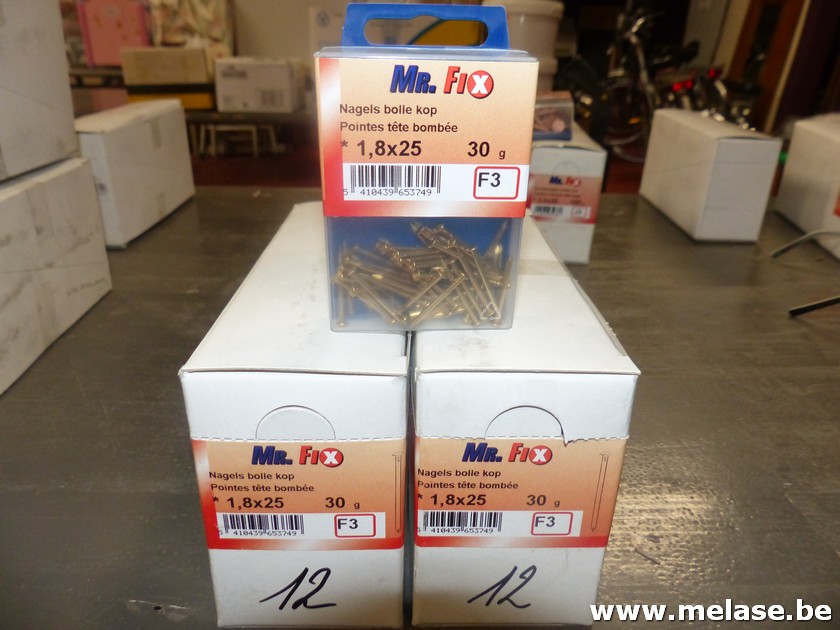 MR. FIX
Nagels bolle kop
Pointes tête bombée
* 1,8x25 30 g
5 410439 653749
F3
MR. FIX
Nagels bolle kop
Pointes tête bombée
* 1,8x25 30 g
5 410439 653749
F3
12
MR. FIX
Nagels bolle kop
Pointes tête bombée
* 1,8x25 30 g
5 410439 653749
F3
12
MR. FIX
www.melase.be